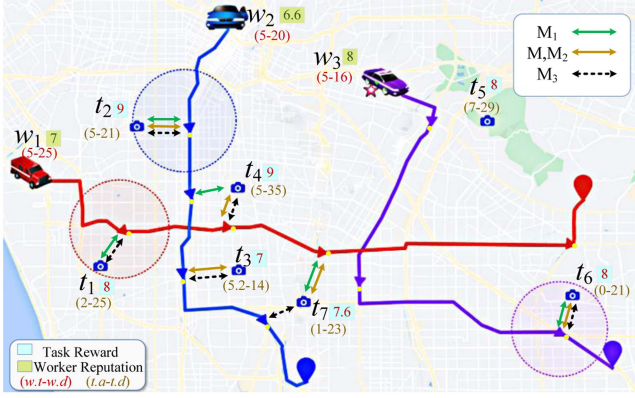 w2 6.6
(5-20)
M1
M,M2
M3
w3 8
(5-16)
t5 8
(7-29)
t2 9
(5-21)
w1 7
(5-25)
t4 9
(5-35)
t3 7
(5.2-14)
t1 8
(2-25)
t7 7.6
(1-23)
t6 8
(0-21)
Task Reward
Worker Reputation
(w.t-w.d) (t.a-t.d)